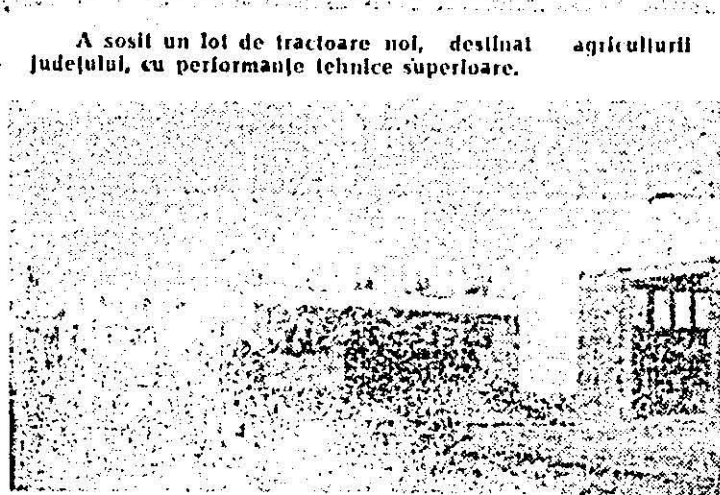 A sosit un lot de tractoare noi, destinat agriculturii
județului, cu performanțe tehnice superioare.